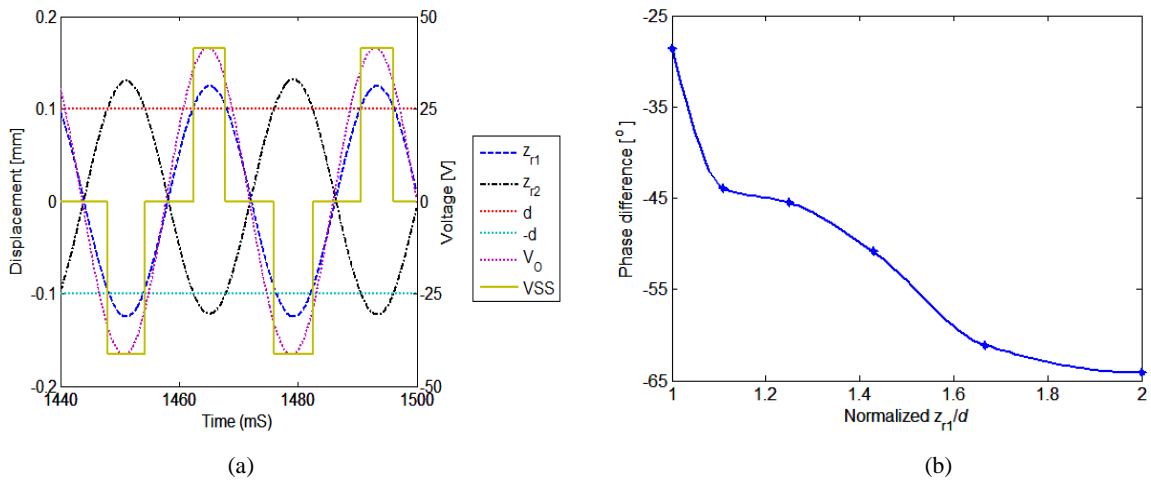 0.2
0.1
0
-0.1
-0.2
Displacement [mm]
50
25
0
-25
-50
Voltage [V]
1440
1460
1480
1500
Time (mS)
z_r1
z_r2
d
-d
V_O
VSS
(a)
-25
-35
-45
-55
-65
Phase difference [°]
1
1.2
1.4
1.6
1.8
2
Normalized z_r1/d
(b)